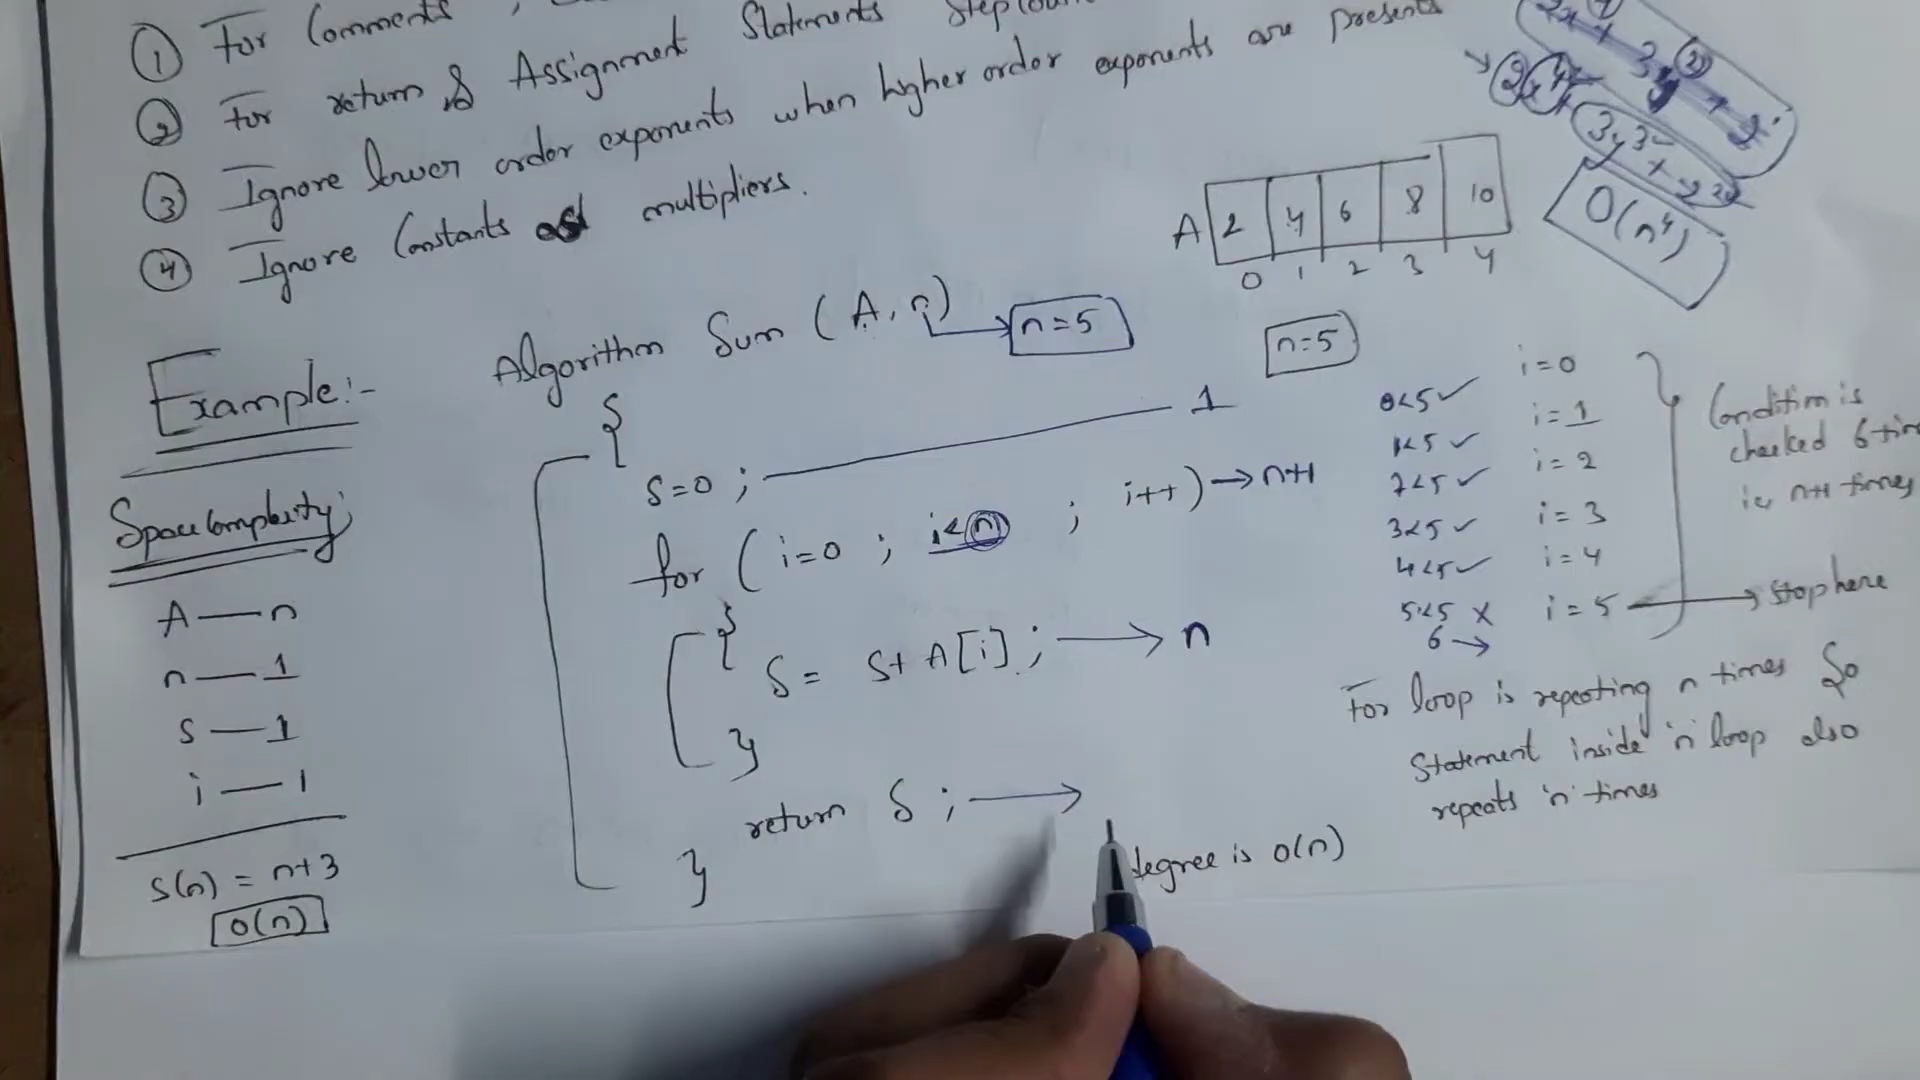 ① For Comments ,
② For return & Assignment Statements Step
③ Ignore lower order exponents when higher order exponents are presents
④ Ignore Constants multipliers.
3y3
O(n⁴)
A 2 4 6 8 10
0 1 2 3 4
Example:-
Algorithm Sum (A, n) → n=5
n=5
{
s=0 ; — 1
for ( i=0 ; i<n ; i++) → n+1
{
S= S+ A[i] ; → n
}
return S ; →
}
degree is O(n)
Space Complexity;
A — n
n — 1
S — 1
i — 1
S(n) = n+3
O(n)
0<5 ✓ i=0
1<5 ✓ i=1
2<5 ✓ i=2
3<5 ✓ i=3
4<5 ✓ i=4
5<5 x i=5 → stop here
6 →
Condition is
checked 6 tim
ie n+1 times
For loop is repeating n times So
Statement inside 'n' loop also
repeats 'n' times